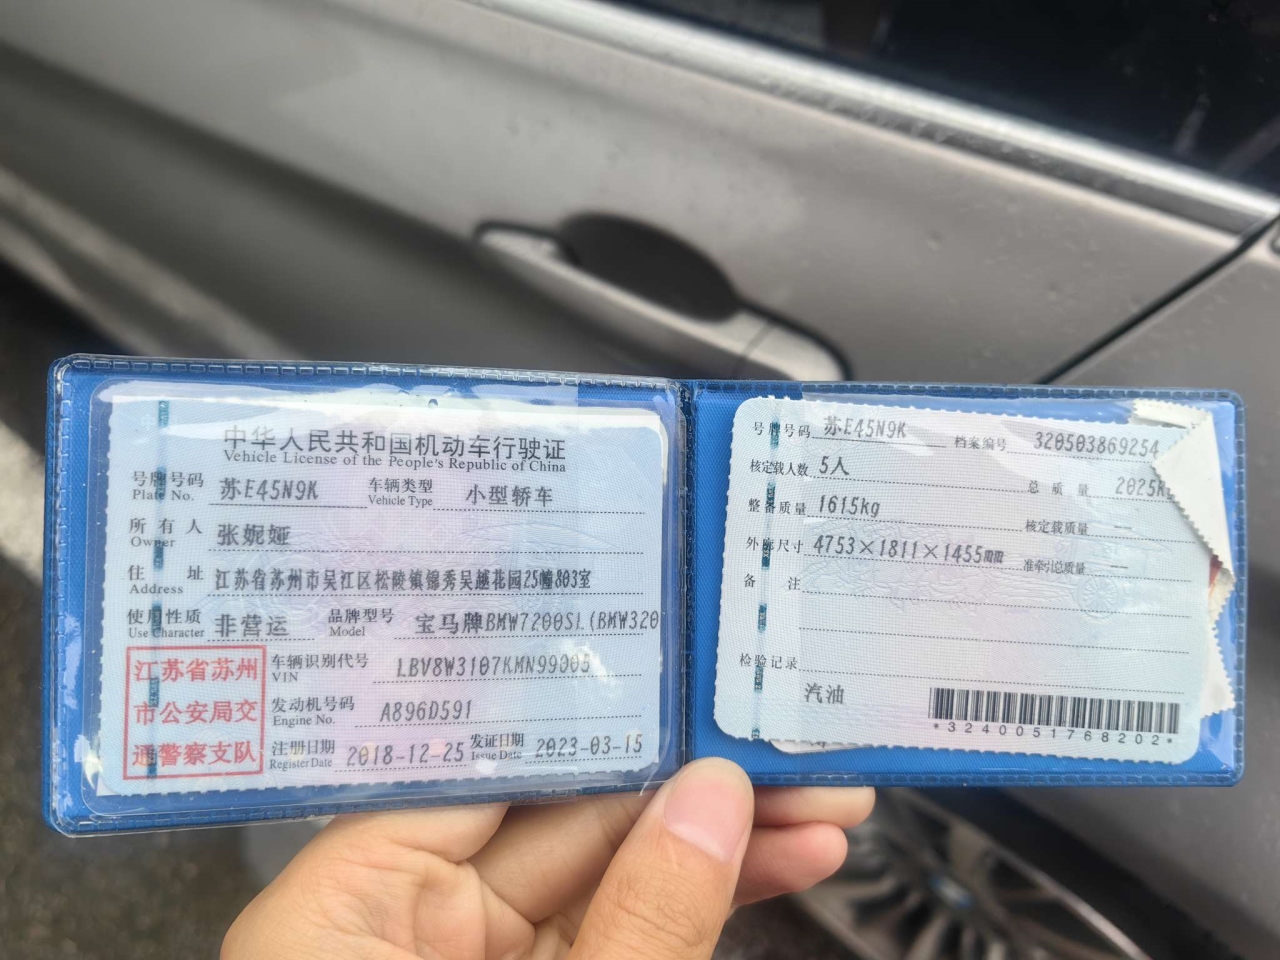 中华人民共和国机动车行驶证
Vehicle License of the People's Republic of China
号牌号码 苏E45N9K 车辆类型 小型轿车
Plate No. Vehicle Type
所有人 张妮娅
Owner
住址 江苏省苏州市吴江区松陵镇锦秀吴越花园25幢803室
Address
使用性质 非营运 品牌型号 宝马牌BMW7200SL(BMW320
Use Character Model
江苏省苏州
市公安局交
通警察支队
车辆识别代号 LBV8W3107KMN99005
VIN
发动机号码 A896D591
Engine No.
注册日期 2018-12-25 发证日期 2023-03-15
Register Date Issue Date
号牌号码 苏E45N9K 档案编号 320503869254
核定载人数 5人 总质量 2025k
整备质量 1615kg 核定载质量 —
外廓尺寸 4753×1811×1455mm 准牵引总质量 —
备注
检验记录
汽油
*3240051768202*